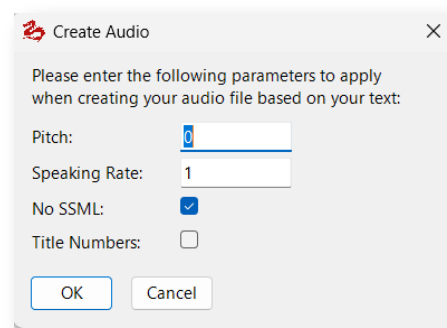 Create Audio
Please enter the following parameters to apply
when creating your audio file based on your text:
Pitch: 0
Speaking Rate: 1
No SSML:
Title Numbers:
OK Cancel